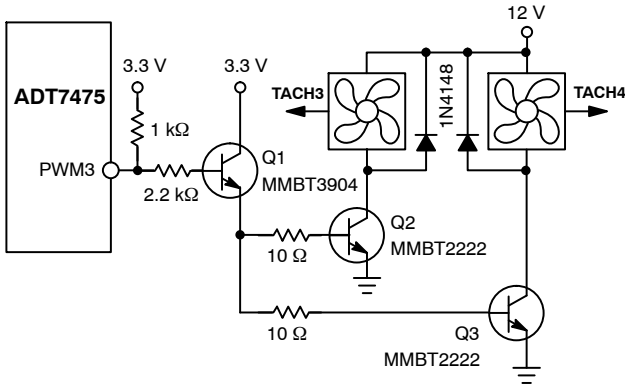 12 V
3.3 V
3.3 V
ADT7475
TACH3
1N4148
TACH4
1 kΩ
PWM3
Q1
2.2 kΩ
MMBT3904
Q2
10 Ω
MMBT2222
10 Ω
Q3
MMBT2222